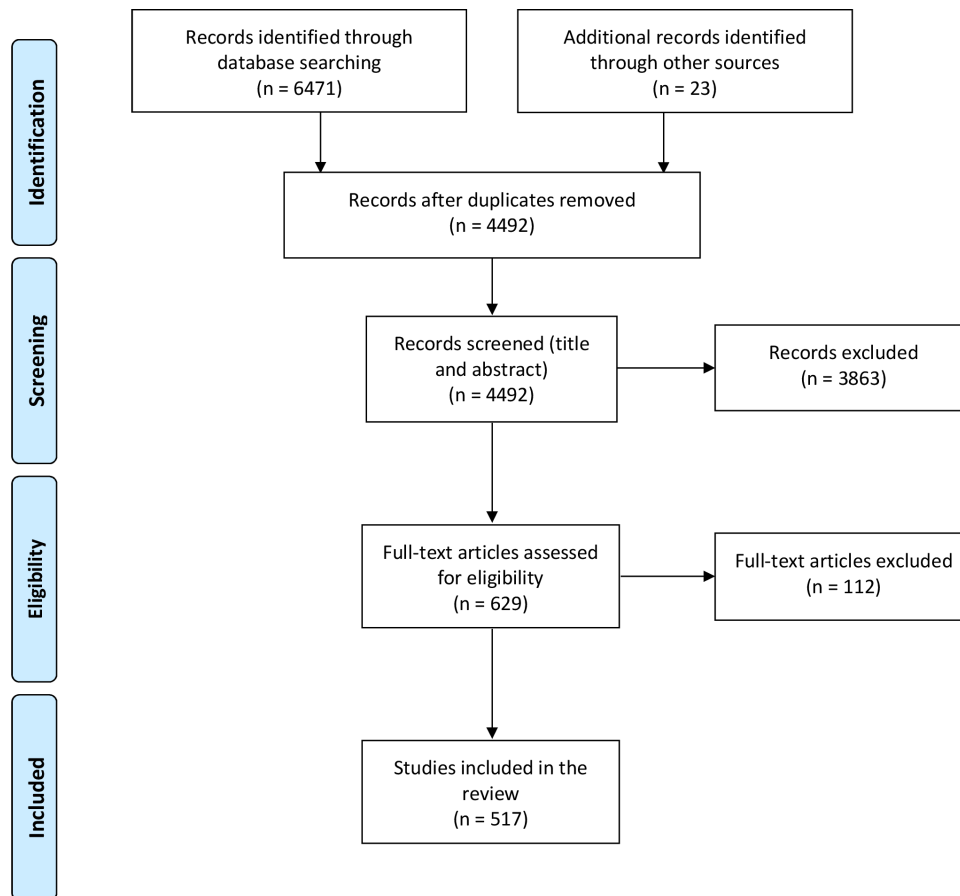 Identification
Records identified through
database searching
(n = 6471)
Additional records identified
through other sources
(n = 23)
Records after duplicates removed
(n = 4492)
Screening
Records screened (title
and abstract)
(n = 4492)
Records excluded
(n = 3863)
Eligibility
Full-text articles assessed
for eligibility
(n = 629)
Full-text articles excluded
(n = 112)
Included
Studies included in the
review
(n = 517)